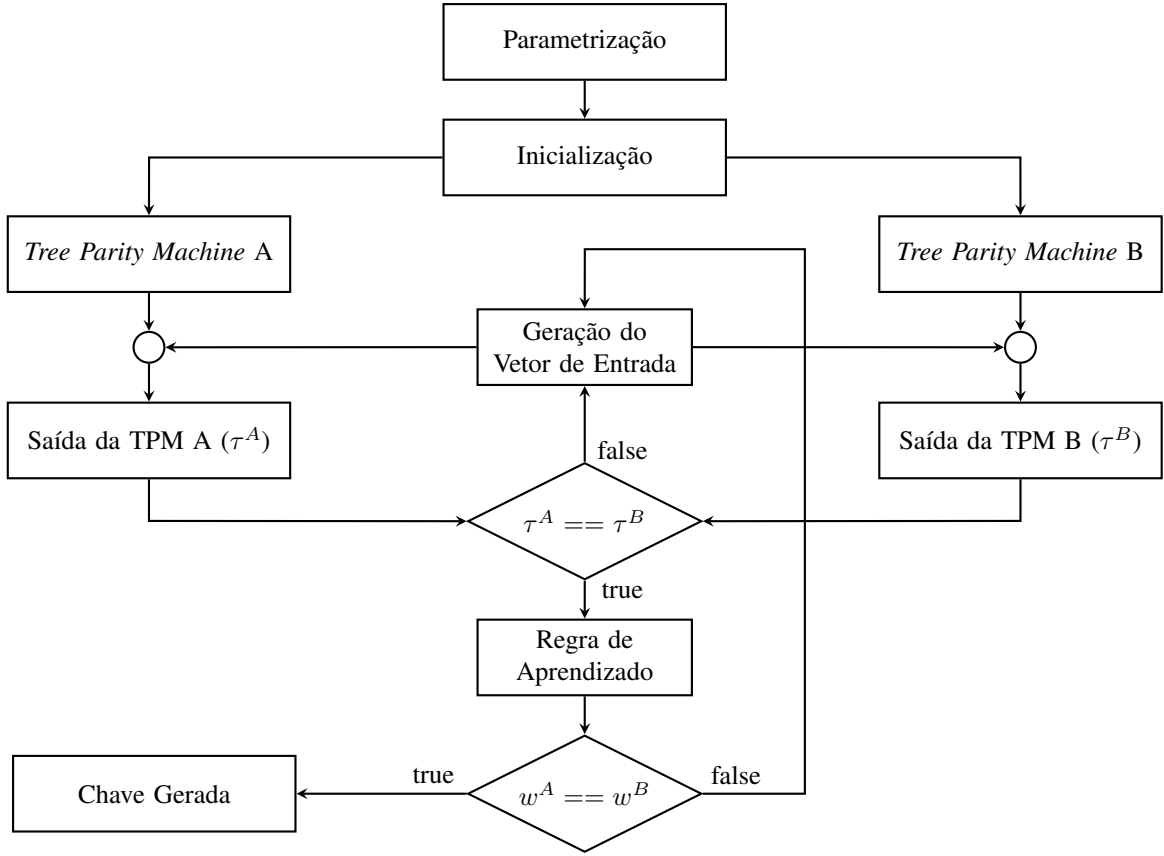 Parametrização
Inicialização
Tree Parity Machine A
Tree Parity Machine B
Geração do
Vetor de Entrada
Saída da TPM A (τ^A)
Saída da TPM B (τ^B)
false
τ^A == τ^B
true
Regra de
Aprendizado
true
false
Chave Gerada
w^A == w^B